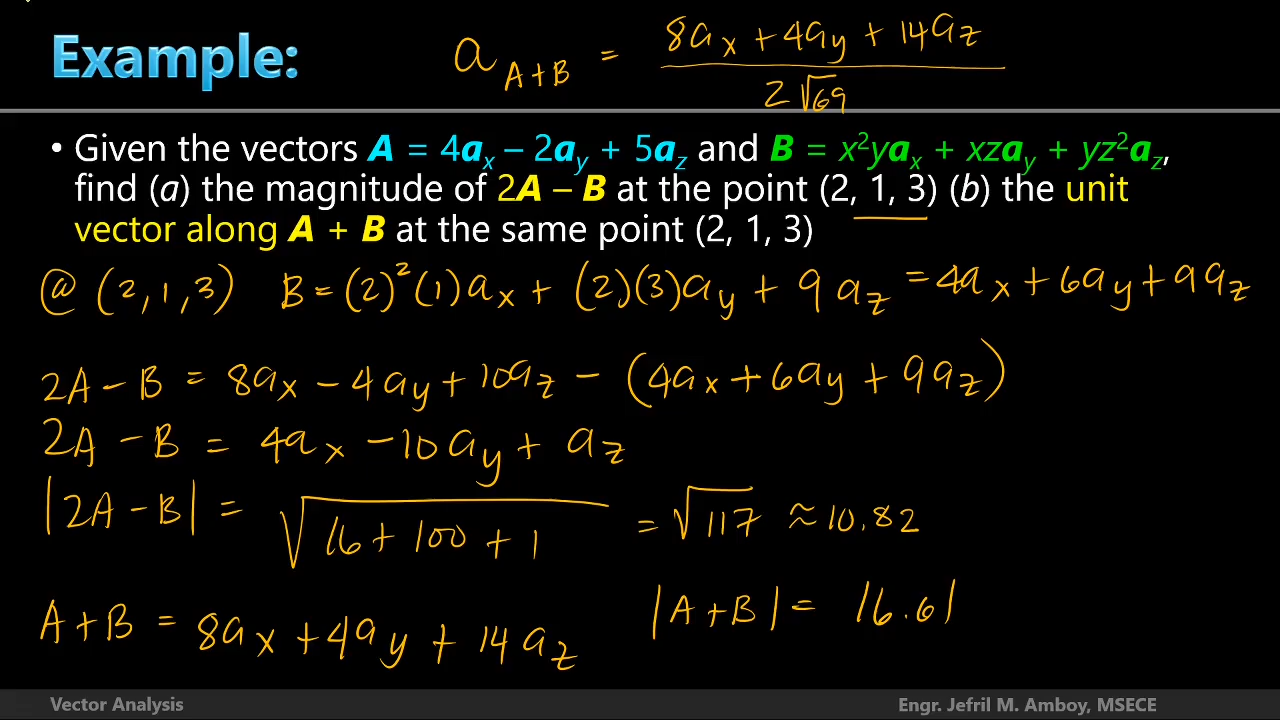 Example:
a_{A+B} = \frac{8a_x + 4a_y + 14a_z}{2\sqrt{69}}
• Given the vectors A = 4a_x – 2a_y + 5a_z and B = x²ya_x + xza_y + yz²a_z,
find (a) the magnitude of 2A – B at the point (2, 1, 3) (b) the unit
vector along A + B at the same point (2, 1, 3)
@ (2,1,3) B = (2)²(1)a_x + (2)(3)a_y + 9a_z = 4a_x + 6a_y + 9a_z
2A – B = 8a_x – 4a_y + 10a_z – (4a_x + 6a_y + 9a_z)
2A – B = 4a_x – 10a_y + a_z
|2A – B| = \sqrt{16 + 100 + 1} = \sqrt{117} ≈ 10.82
A + B = 8a_x + 4a_y + 14a_z |A + B| = 16.61
Vector Analysis Engr. Jefril M. Amboy, MSECE